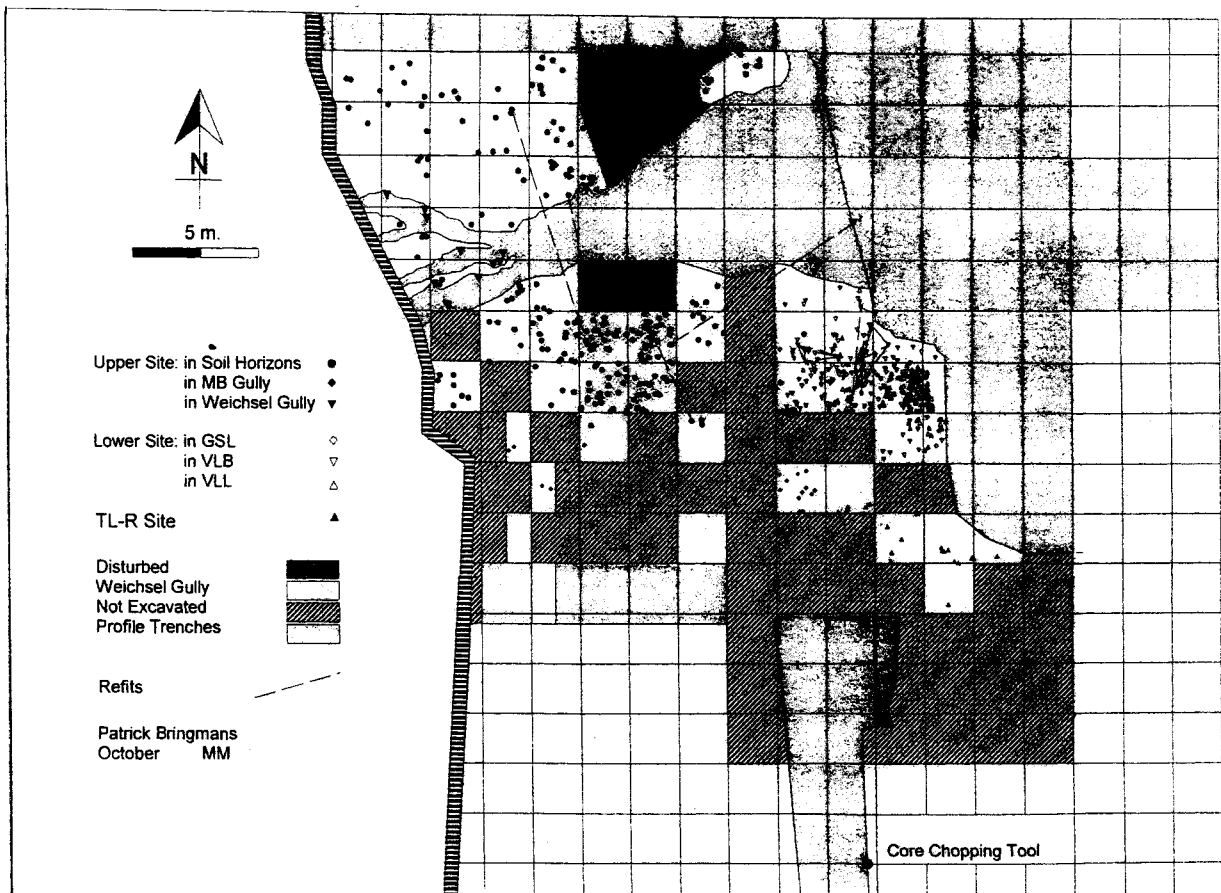 N
5 m.
Upper Site: in Soil Horizons
in MB Gully
in Weichsel Gully
Lower Site: in GSL
in VLB
in VLL
TL-R Site
Disturbed
Weichsel Gully
Not Excavated
Profile Trenches
Refits
Patrick Bringmans
October MM
Core Chopping Tool